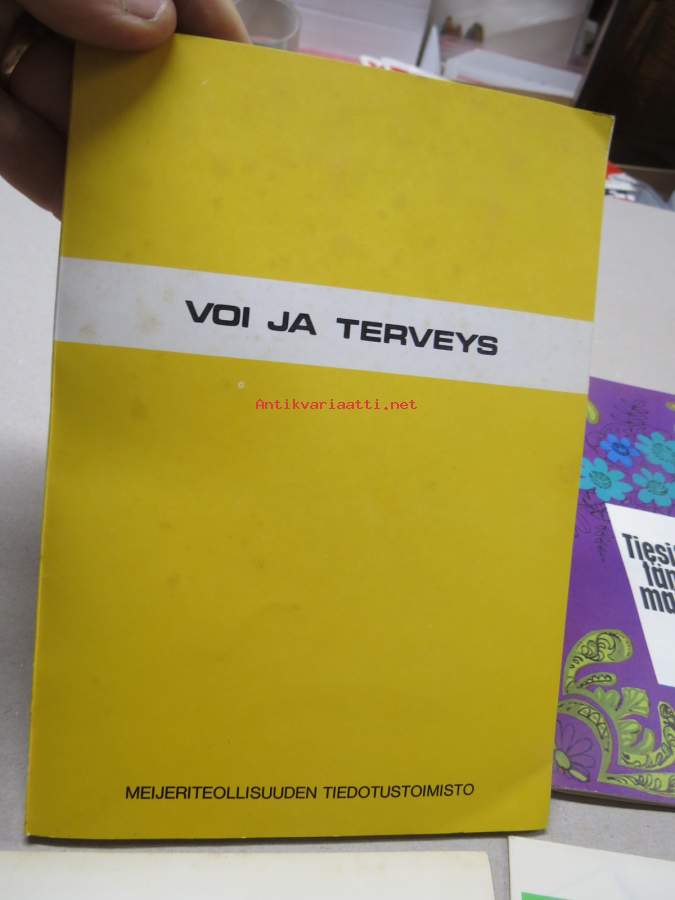 VOI JA TERVEYS
Antikvariaatti.net
MEIJERITEOLLISUUDEN TIEDOTUSTOIMISTO